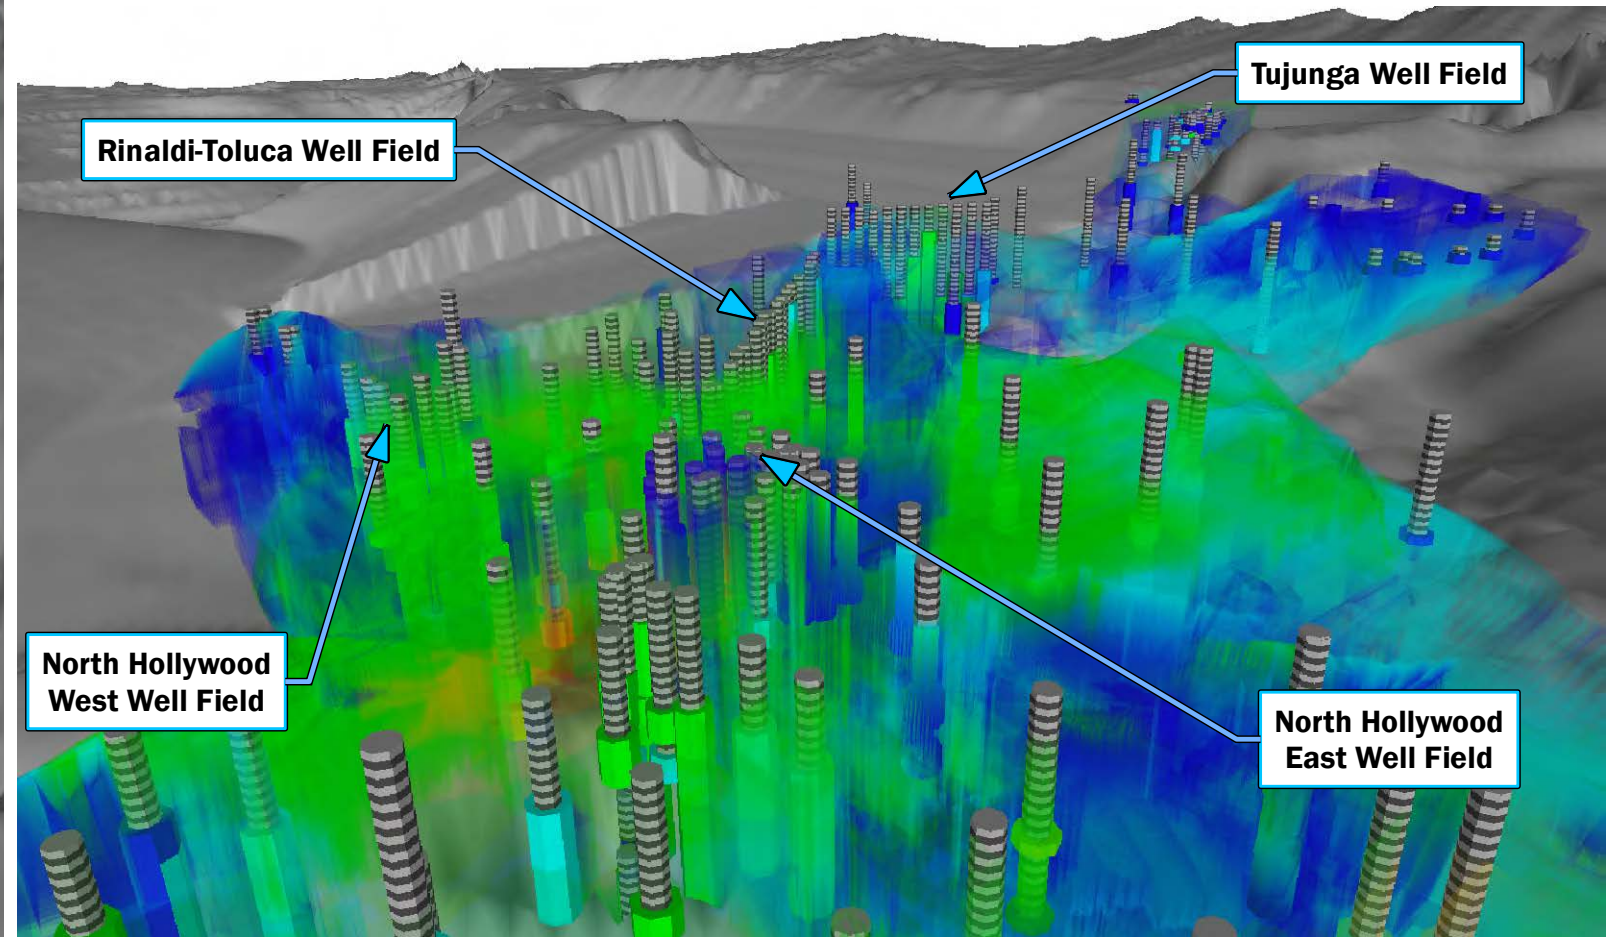 Tujunga Well Field
Rinaldi-Toluca Well Field
North Hollywood
West Well Field
North Hollywood
East Well Field